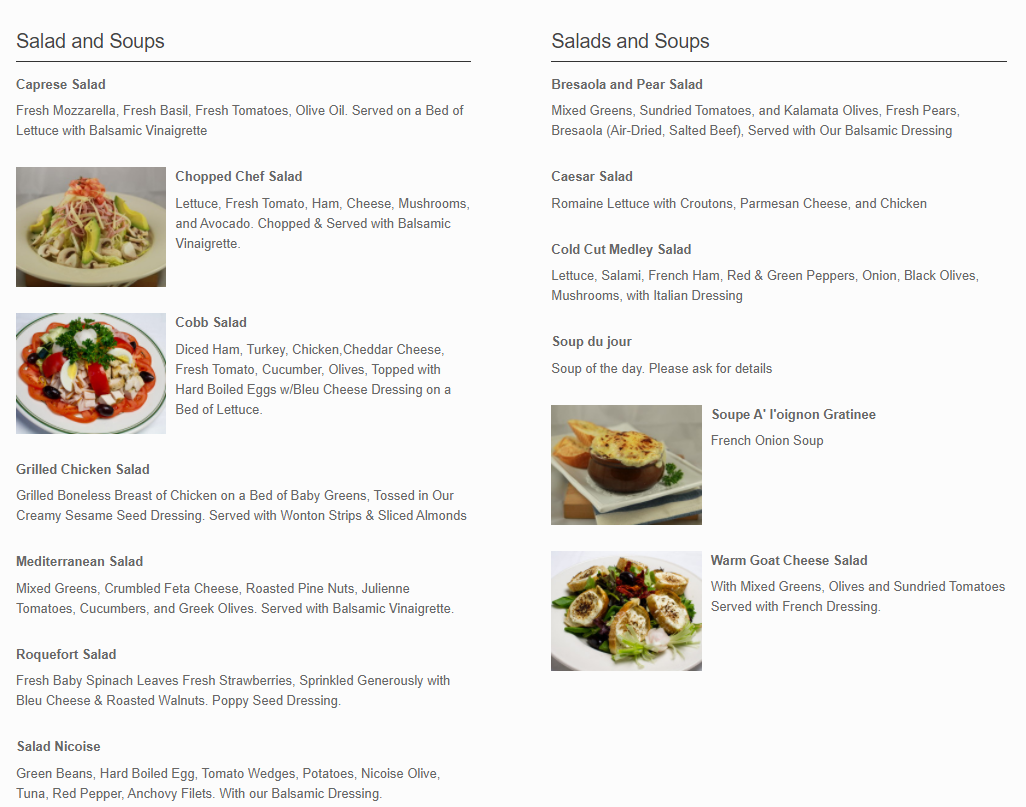 Salad and Soups
Caprese Salad
Fresh Mozzarella, Fresh Basil, Fresh Tomatoes, Olive Oil. Served on a Bed of
Lettuce with Balsamic Vinaigrette
Chopped Chef Salad
Lettuce, Fresh Tomato, Ham, Cheese, Mushrooms,
and Avocado. Chopped & Served with Balsamic
Vinaigrette.
Cobb Salad
Diced Ham, Turkey, Chicken,Cheddar Cheese,
Fresh Tomato, Cucumber, Olives, Topped with
Hard Boiled Eggs w/Bleu Cheese Dressing on a
Bed of Lettuce.
Grilled Chicken Salad
Grilled Boneless Breast of Chicken on a Bed of Baby Greens, Tossed in Our
Creamy Sesame Seed Dressing. Served with Wonton Strips & Sliced Almonds
Mediterranean Salad
Mixed Greens, Crumbled Feta Cheese, Roasted Pine Nuts, Julienne
Tomatoes, Cucumbers, and Greek Olives. Served with Balsamic Vinaigrette.
Roquefort Salad
Fresh Baby Spinach Leaves Fresh Strawberries, Sprinkled Generously with
Bleu Cheese & Roasted Walnuts. Poppy Seed Dressing.
Salad Nicoise
Green Beans, Hard Boiled Egg, Tomato Wedges, Potatoes, Nicoise Olive,
Tuna, Red Pepper, Anchovy Filets. With our Balsamic Dressing.
Salads and Soups
Bresaola and Pear Salad
Mixed Greens, Sundried Tomatoes, and Kalamata Olives, Fresh Pears,
Bresaola (Air-Dried, Salted Beef), Served with Our Balsamic Dressing
Caesar Salad
Romaine Lettuce with Croutons, Parmesan Cheese, and Chicken
Cold Cut Medley Salad
Lettuce, Salami, French Ham, Red & Green Peppers, Onion, Black Olives,
Mushrooms, with Italian Dressing
Soup du jour
Soup of the day. Please ask for details
Soupe A' l'oignon Gratinee
French Onion Soup
Warm Goat Cheese Salad
With Mixed Greens, Olives and Sundried Tomatoes
Served with French Dressing.